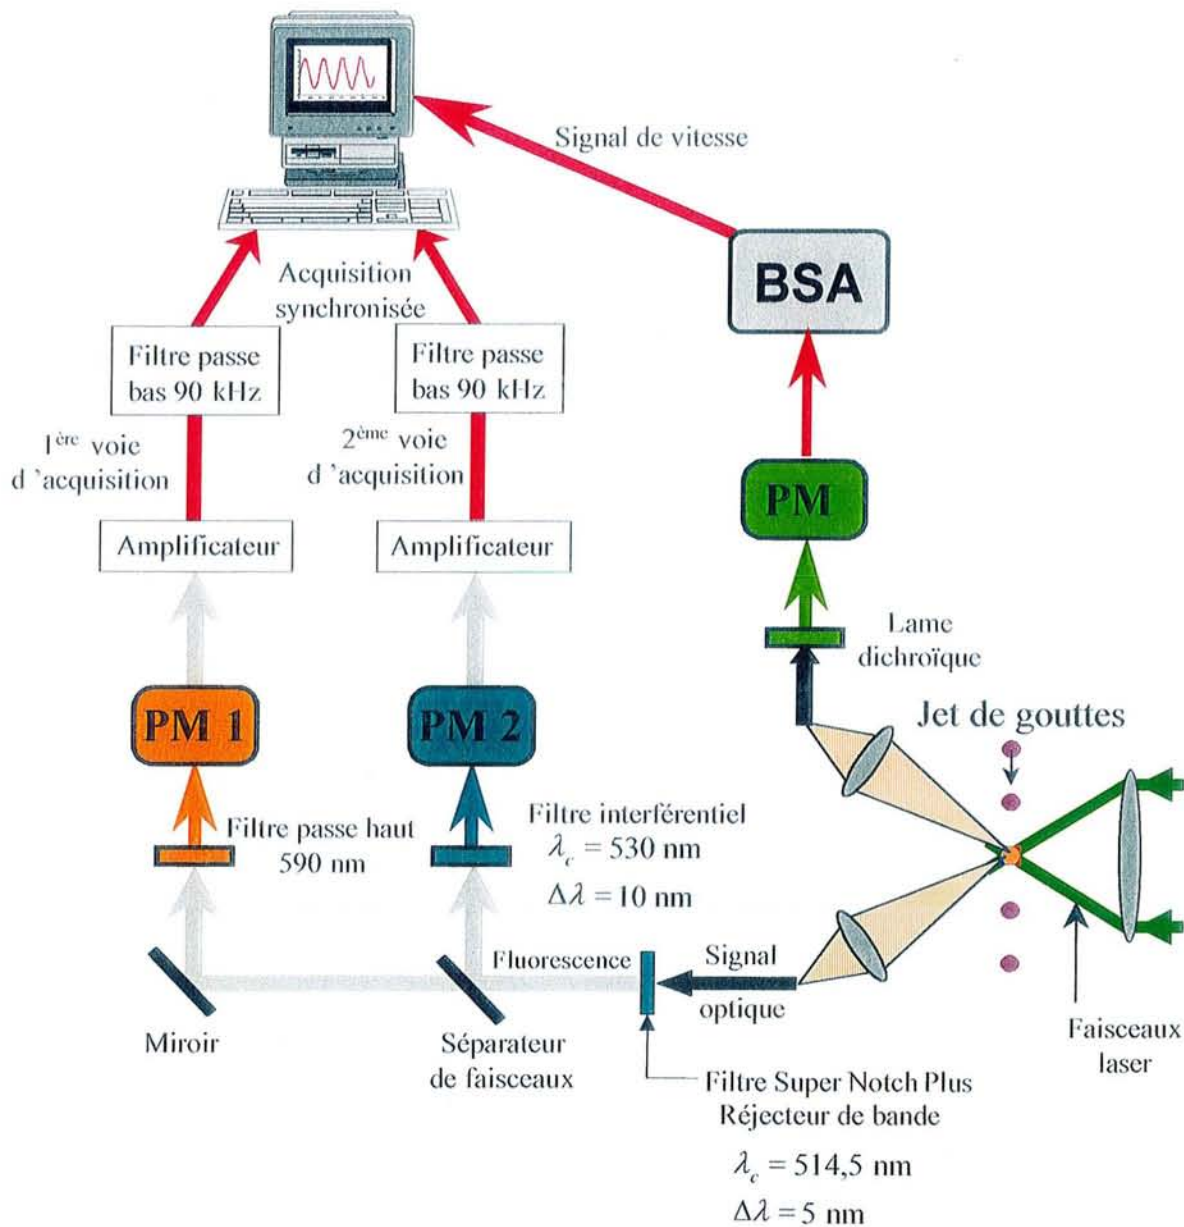 Signal de vitesse
BSA
Acquisition
synchronisée
Filtre passe
bas 90 kHz
Filtre passe
bas 90 kHz
1ère voie
d 'acquisition
2ème voie
d 'acquisition
PM
Amplificateur
Amplificateur
Lame
dichroïque
PM 1
PM 2
Jet de gouttes
Filtre passe haut
590 nm
Filtre interférentiel
λc = 530 nm
Δλ = 10 nm
Fluorescence
Signal
optique
Miroir
Séparateur
de faisceaux
Faisceaux
laser
Filtre Super Notch Plus
Réjecteur de bande
λc = 514,5 nm
Δλ = 5 nm